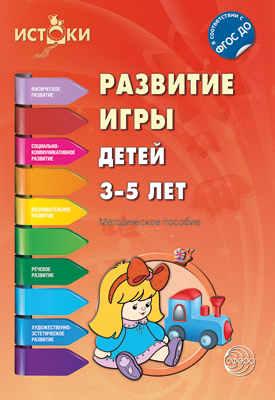 ИСТОКИ
в соответствии с
ФГОС ДО
РАЗВИТИЕ
ИГРЫ
ДЕТЕЙ
3–5 ЛЕТ
Методическое пособие
ФИЗИЧЕСКОЕ
РАЗВИТИЕ
СОЦИАЛЬНО-
КОММУНИКАТИВНОЕ
РАЗВИТИЕ
ПОЗНАВАТЕЛЬНОЕ
РАЗВИТИЕ
РЕЧЕВОЕ
РАЗВИТИЕ
ХУДОЖЕСТВЕННО-
ЭСТЕТИЧЕСКОЕ
РАЗВИТИЕ
сфера